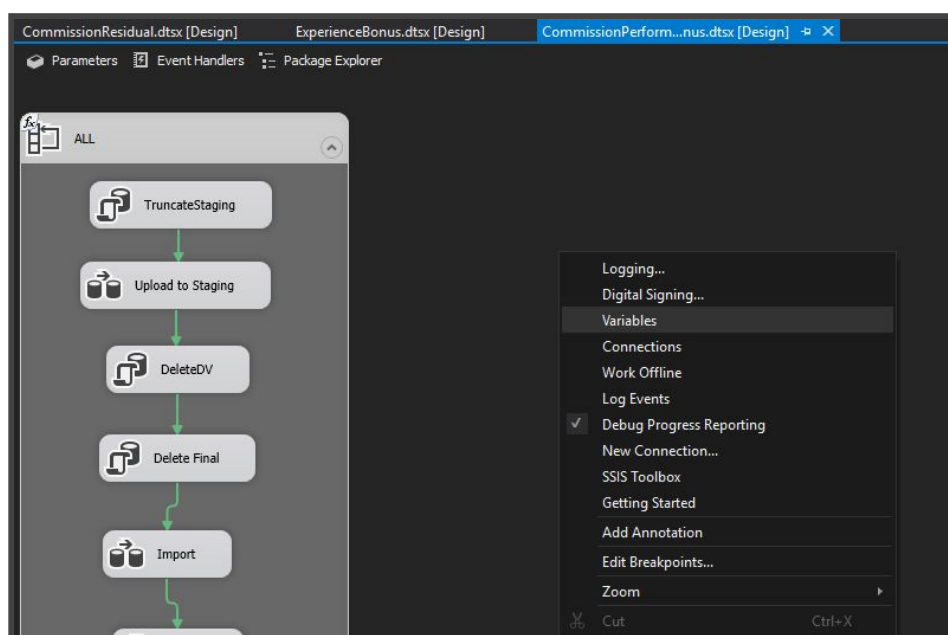 CommissionResidual.dtsx [Design] ExperienceBonus.dtsx [Design] CommissionPerform...nus.dtsx [Design]
Parameters Event Handlers Package Explorer
fx
ALL
TruncateStaging
Upload to Staging
DeleteDV
Delete Final
Import
Logging...
Digital Signing...
Variables
Connections
Work Offline
Log Events
Debug Progress Reporting
New Connection...
SSIS Toolbox
Getting Started
Add Annotation
Edit Breakpoints...
Zoom
Cut Ctrl+X